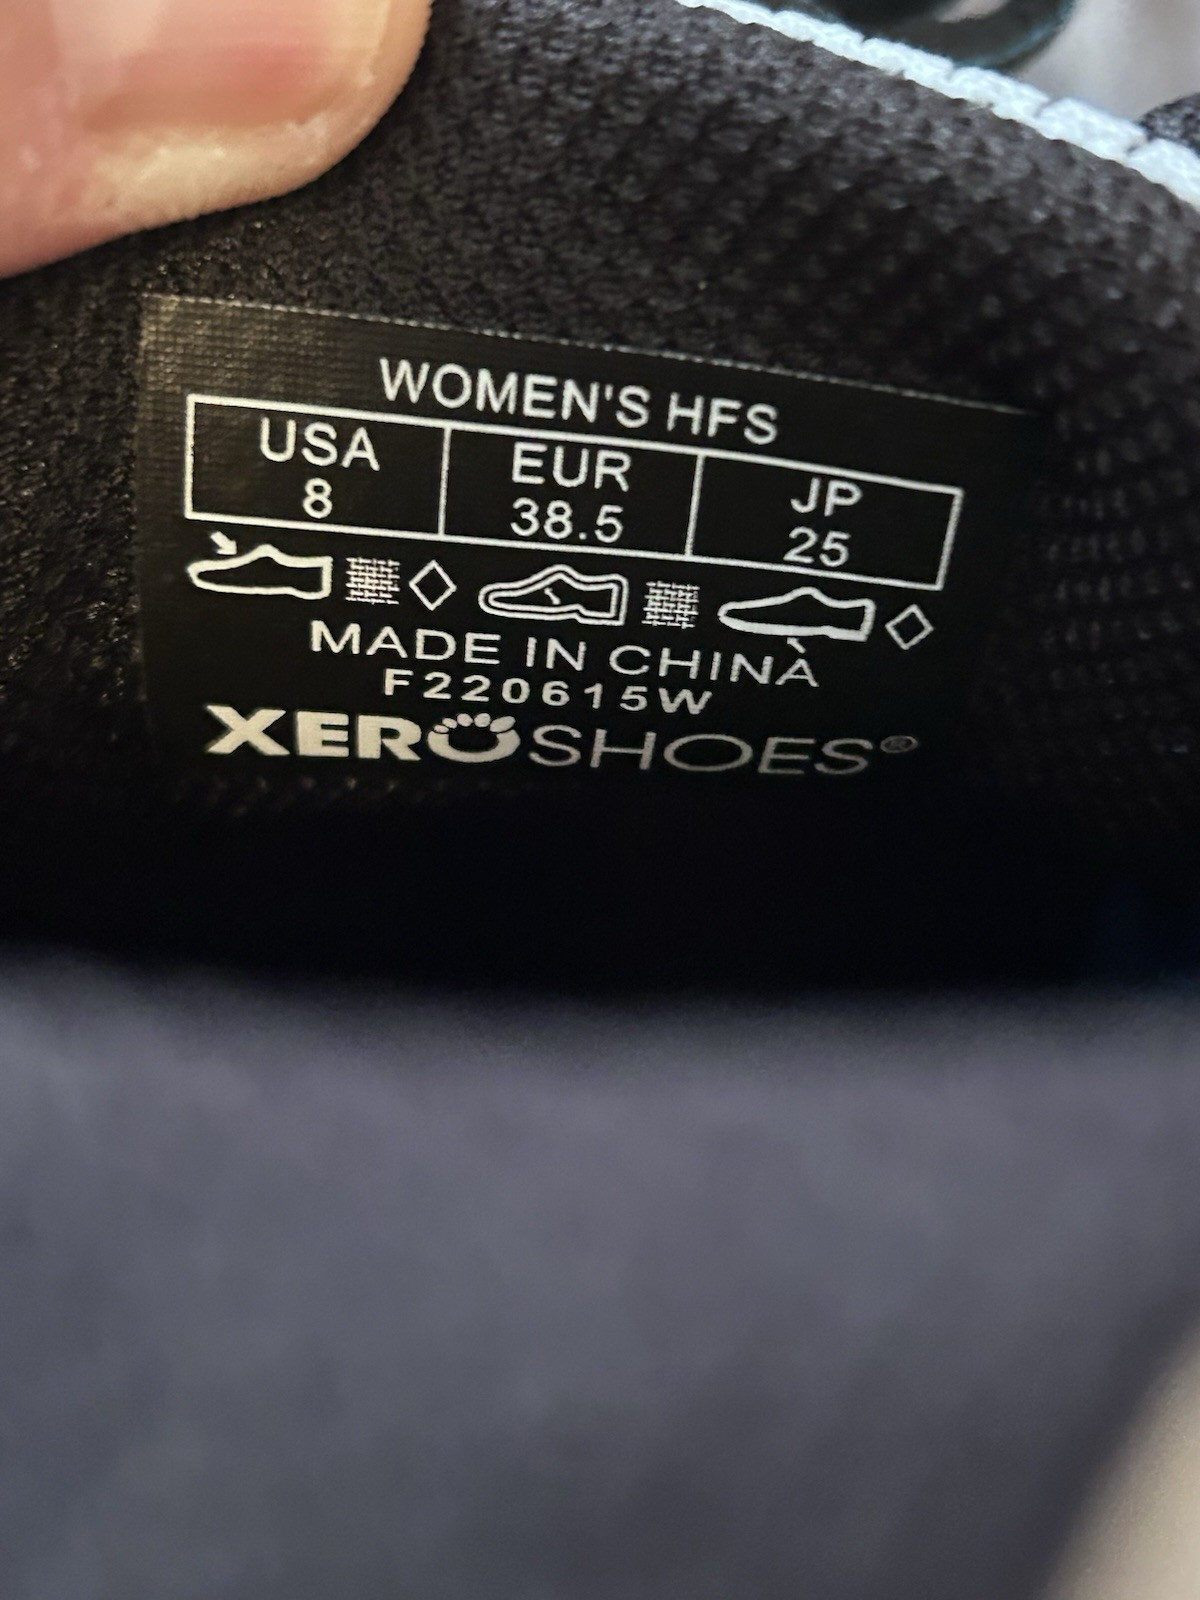 WOMEN'S HFS
USA EUR JP
8 38.5 25
MADE IN CHINA
F220615W
XEROSHOES®